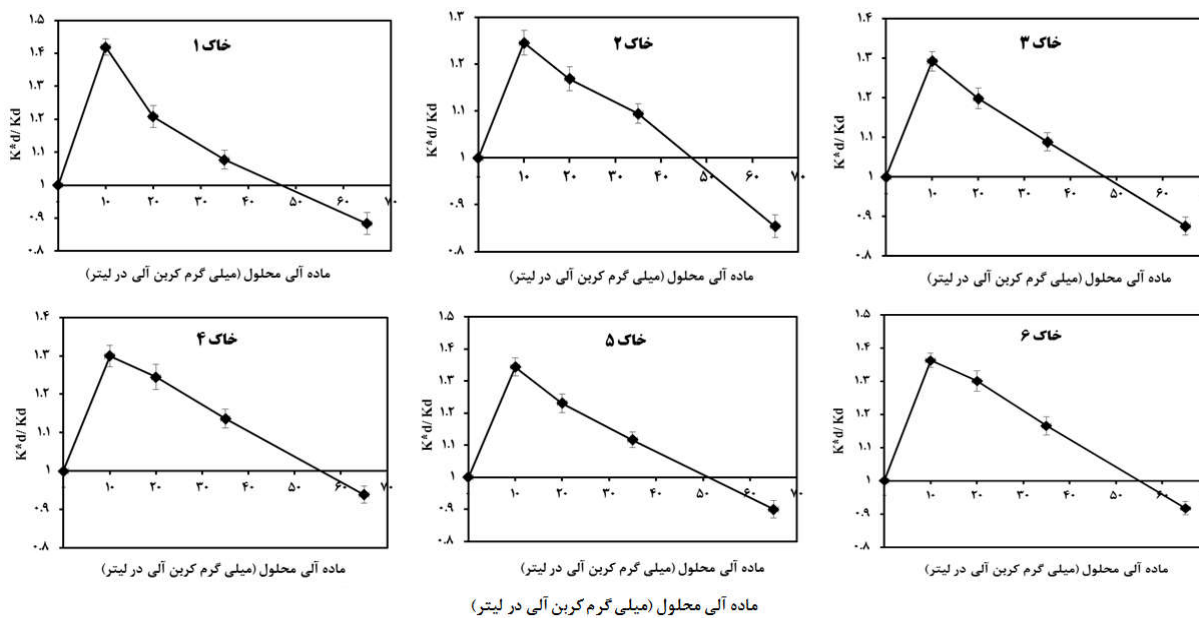 خاک ۱
K*d/ Kd
۱.۵
۱.۴
۱.۳
۱.۲
۱.۱
۱
۰.۹
۰.۸
۱۰ ۲۰ ۳۰ ۴۰ ۵۰ ۶۰ ۷۰
ماده آلی محلول (میلی گرم کربن آلی در لیتر)
خاک ۲
K*d/ Kd
۱.۳
۱.۲
۱.۱
۱
۰.۹
۰.۸
۱۰ ۲۰ ۳۰ ۴۰ ۵۰ ۶۰ ۷۰
ماده آلی محلول (میلی گرم کربن آلی در لیتر)
خاک ۳
K*d/ Kd
۱.۴
۱.۳
۱.۲
۱.۱
۱
۰.۹
۰.۸
۱۰ ۲۰ ۳۰ ۴۰ ۵۰ ۶۰
ماده آلی محلول (میلی گرم کربن آلی در لیتر)
خاک ۴
K*d/ Kd
۱.۴
۱.۳
۱.۲
۱.۱
۱
۰.۹
۰.۸
۱۰ ۲۰ ۳۰ ۴۰ ۵۰ ۶۰ ۷۰
ماده آلی محلول (میلی گرم کربن آلی در لیتر)
خاک ۵
K*d/ Kd
۱.۵
۱.۴
۱.۳
۱.۲
۱.۱
۱
۰.۹
۰.۸
۱۰ ۲۰ ۳۰ ۴۰ ۵۰ ۶۰ ۷۰
ماده آلی محلول (میلی گرم کربن آلی در لیتر)
خاک ۶
K*d/ Kd
۱.۵
۱.۴
۱.۳
۱.۲
۱.۱
۱
۰.۹
۰.۸
۱۰ ۲۰ ۳۰ ۴۰ ۵۰ ۶۰
ماده آلی محلول (میلی گرم کربن آلی در لیتر)
ماده آلی محلول (میلی گرم کربن آلی در لیتر)